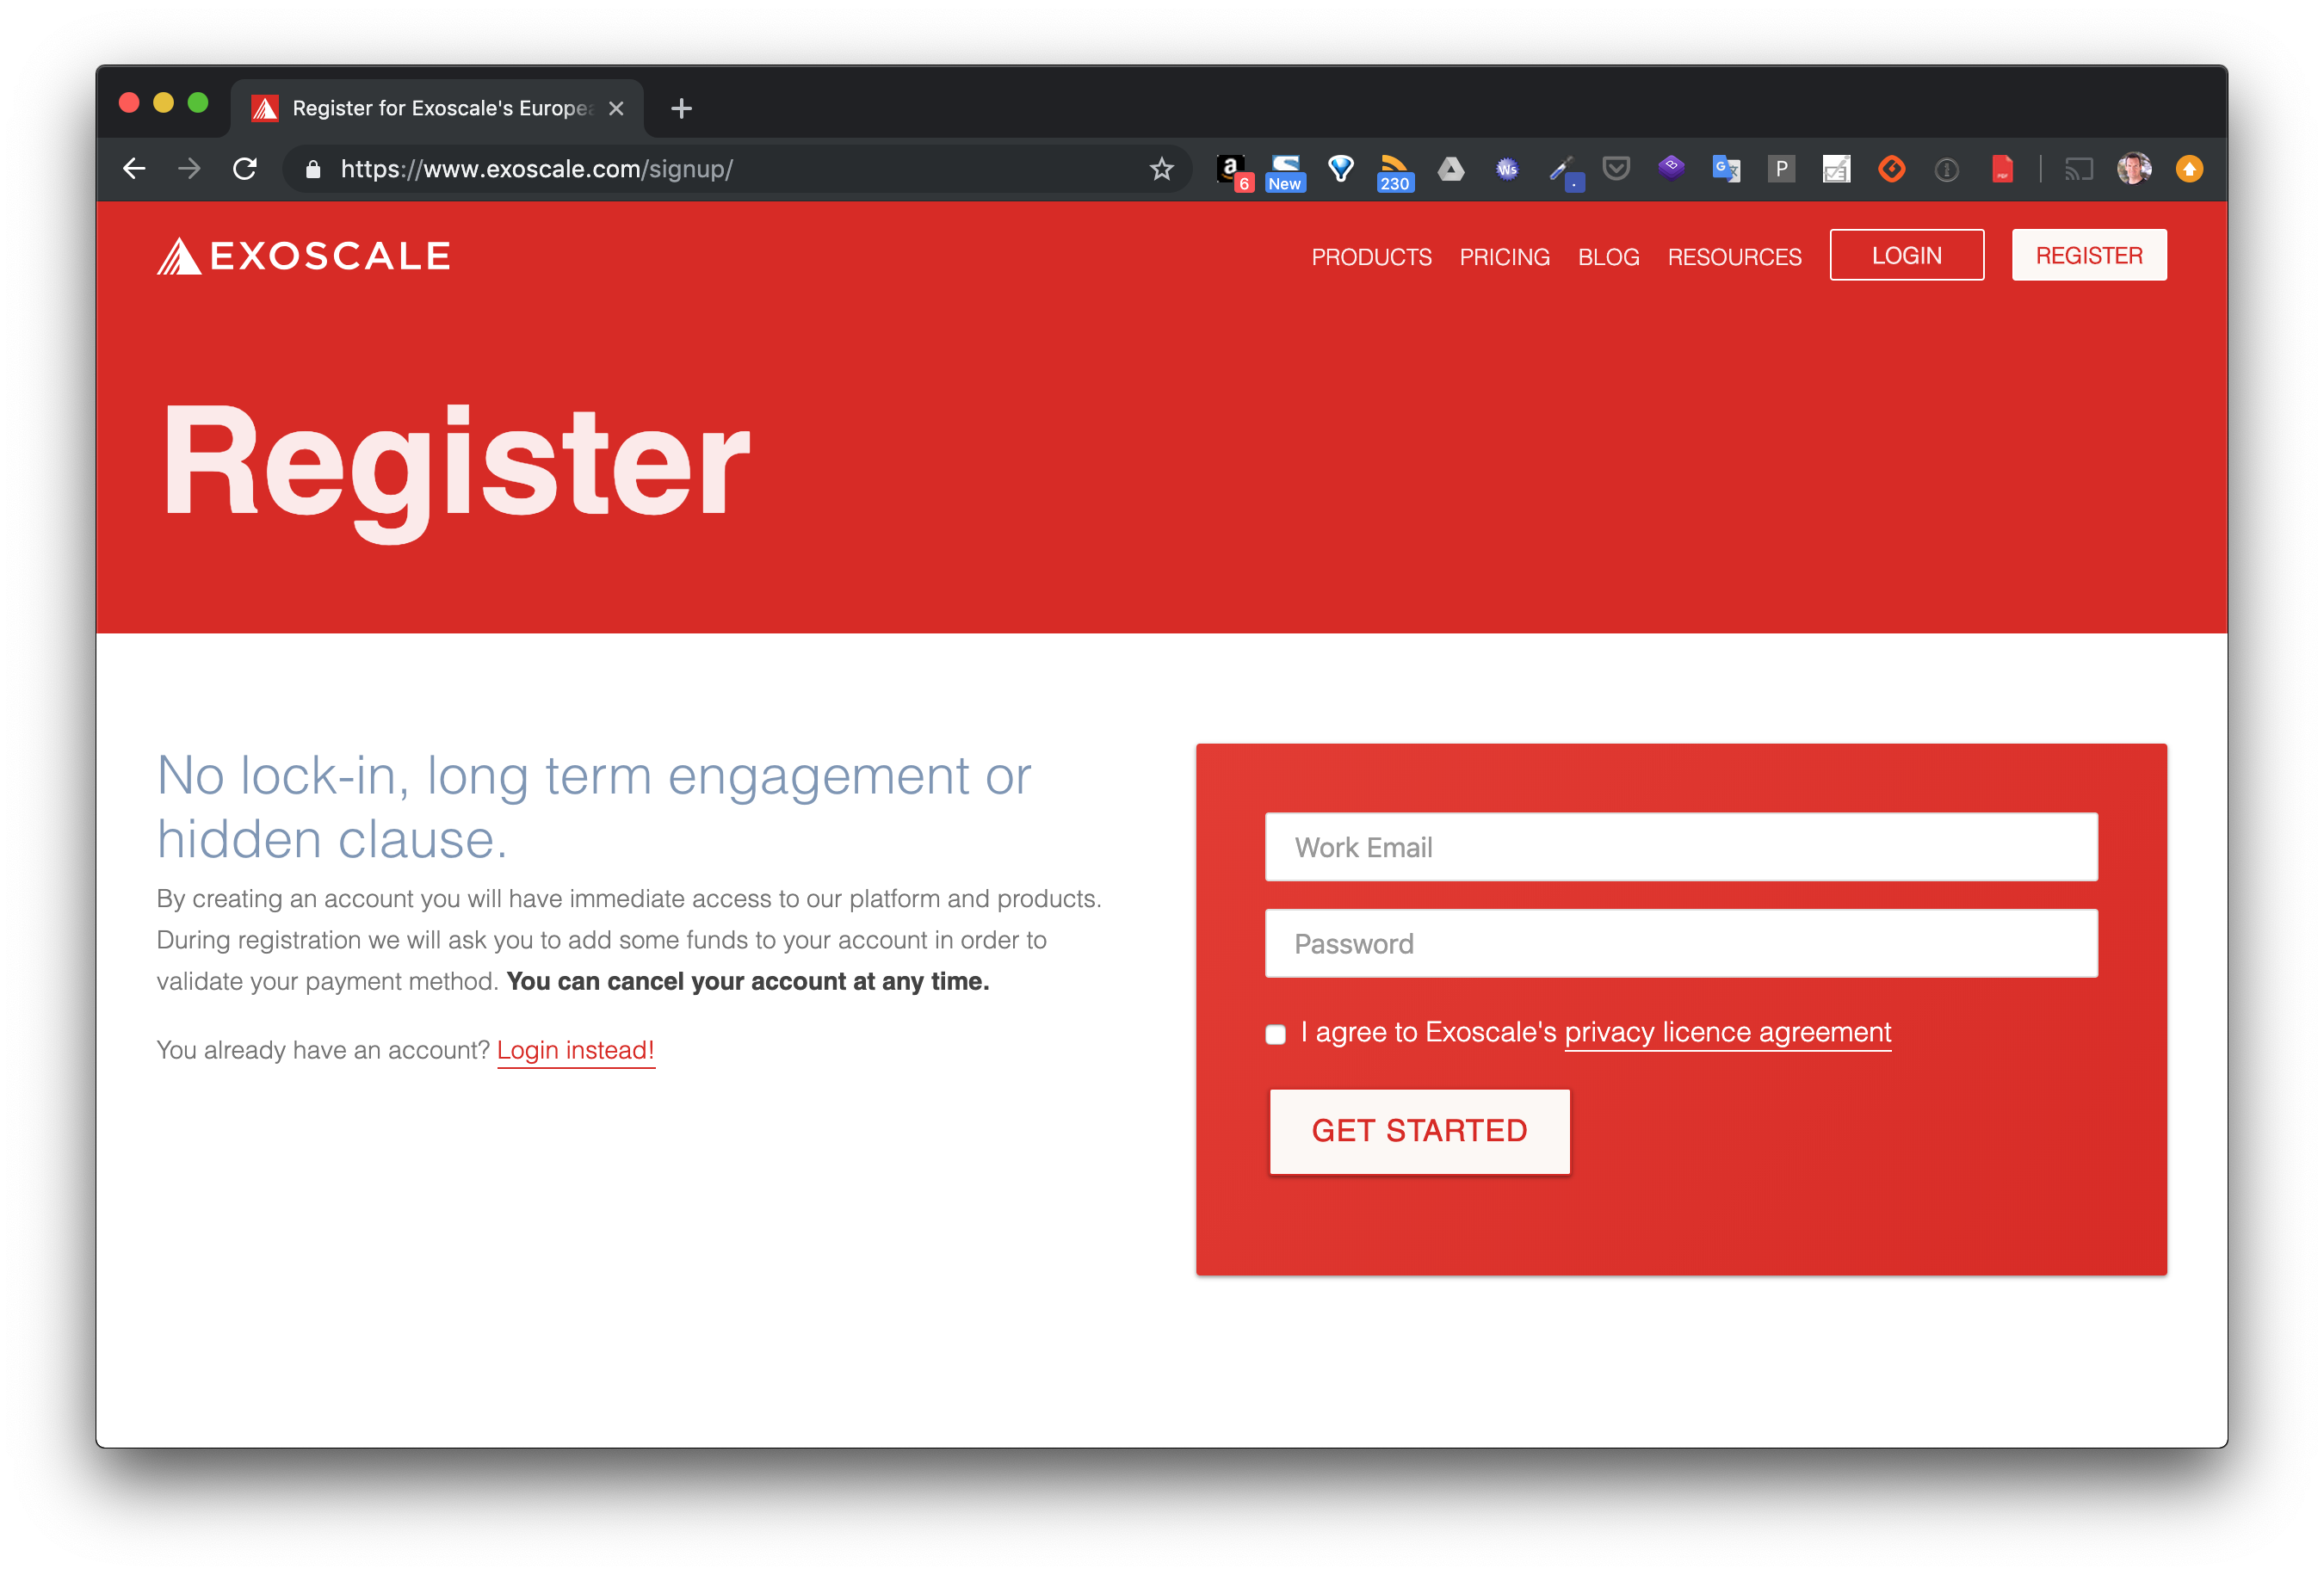 Register for Exoscale's Europea
https://www.exoscale.com/signup/
a
6
New
230
Ws
G
P
EXOSCALE
PRODUCTS PRICING BLOG RESOURCES LOGIN REGISTER
Register
No lock-in, long term engagement or
hidden clause.
By creating an account you will have immediate access to our platform and products.
During registration we will ask you to add some funds to your account in order to
validate your payment method. You can cancel your account at any time.
You already have an account? Login instead!
Work Email
Password
I agree to Exoscale's privacy licence agreement
GET STARTED